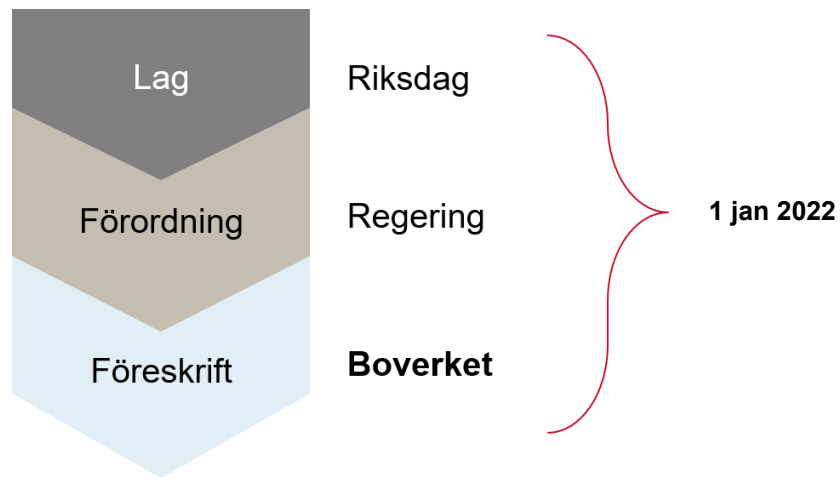 Lag
Riksdag
Förordning
Regering
1 jan 2022
Föreskrift
Boverket